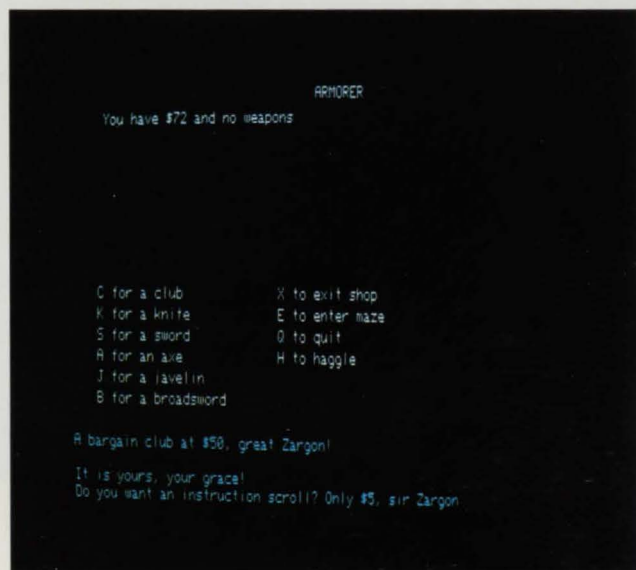 ARMORER
You have $72 and no weapons
C for a club
K for a knife
S for a sword
A for an axe
J for a javelin
B for a broadsword
X to exit shop
E to enter maze
Q to quit
H to haggle
A bargain club at $50, great Zargon!
It is yours, your grace!
Do you want an instruction scroll? Only $5, sir Zargon